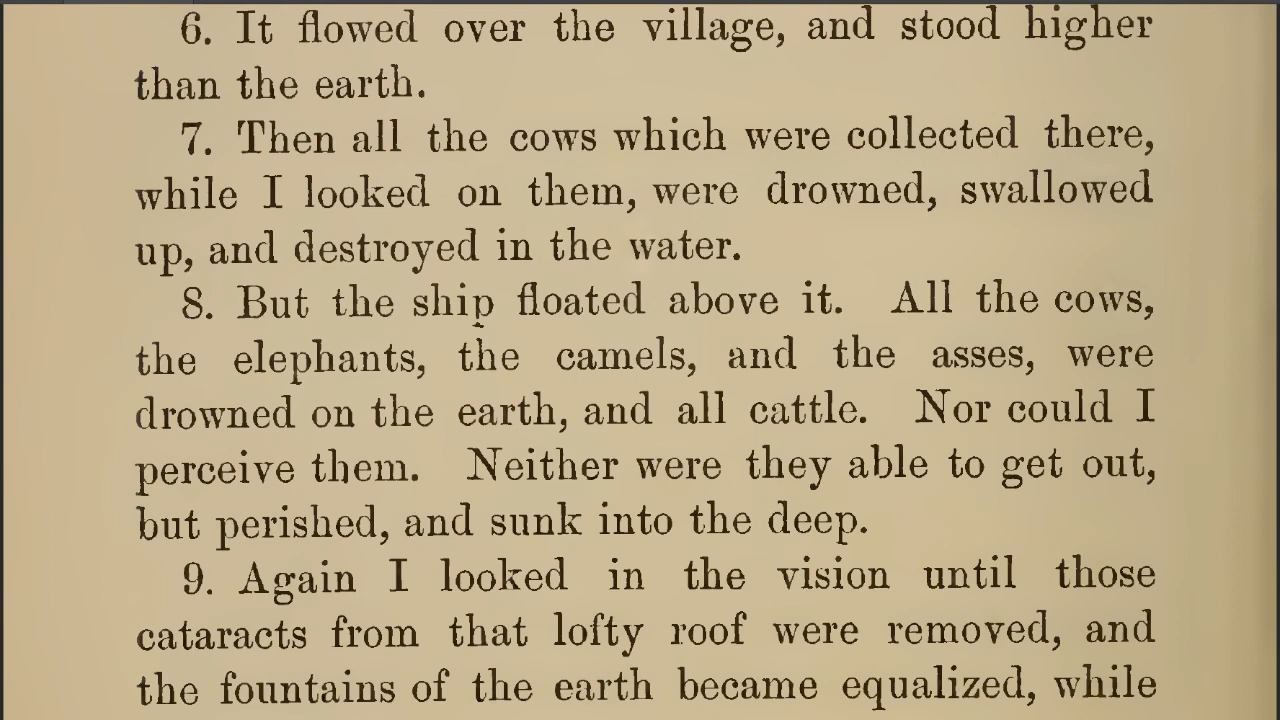 6. It flowed over the village, and stood higher
than the earth.
7. Then all the cows which were collected there,
while I looked on them, were drowned, swallowed
up, and destroyed in the water.
8. But the ship floated above it. All the cows,
the elephants, the camels, and the asses, were
drowned on the earth, and all cattle. Nor could I
perceive them. Neither were they able to get out,
but perished, and sunk into the deep.
9. Again I looked in the vision until those
cataracts from that lofty roof were removed, and
the fountains of the earth became equalized, while